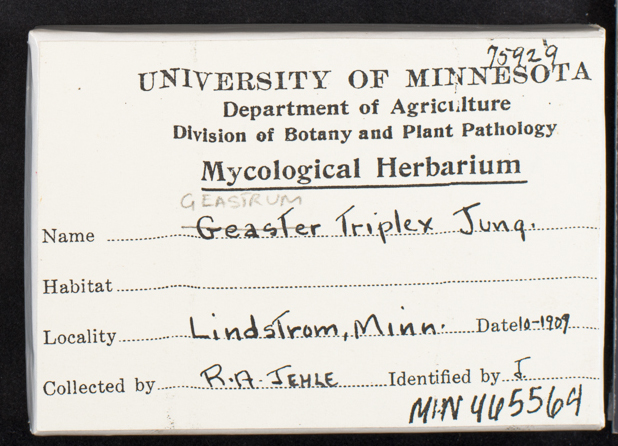 75929
UNIVERSITY OF MINNESOTA
Department of Agriculture
Division of Botany and Plant Pathology
Mycological Herbarium
GEASTRUM
Name Geaster Triplex Jung.
Habitat
Locality Lindstrom, Minn. Date 10-1909
Collected by R.A. JEHLE Identified by J.
MIN 465564